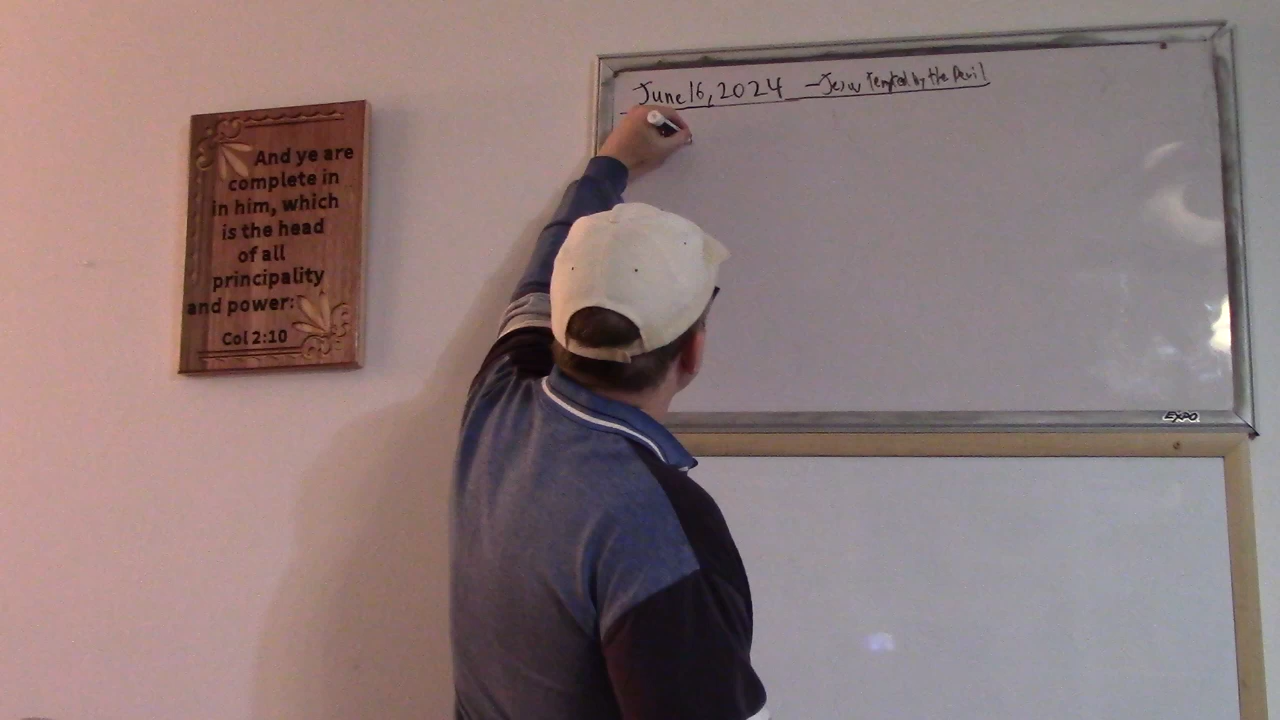 And ye are
complete in
in him, which
is the head
of all
principality
and power:
Col 2:10
June 16, 2024 - Jesus Tempted by the Devil
EXPO